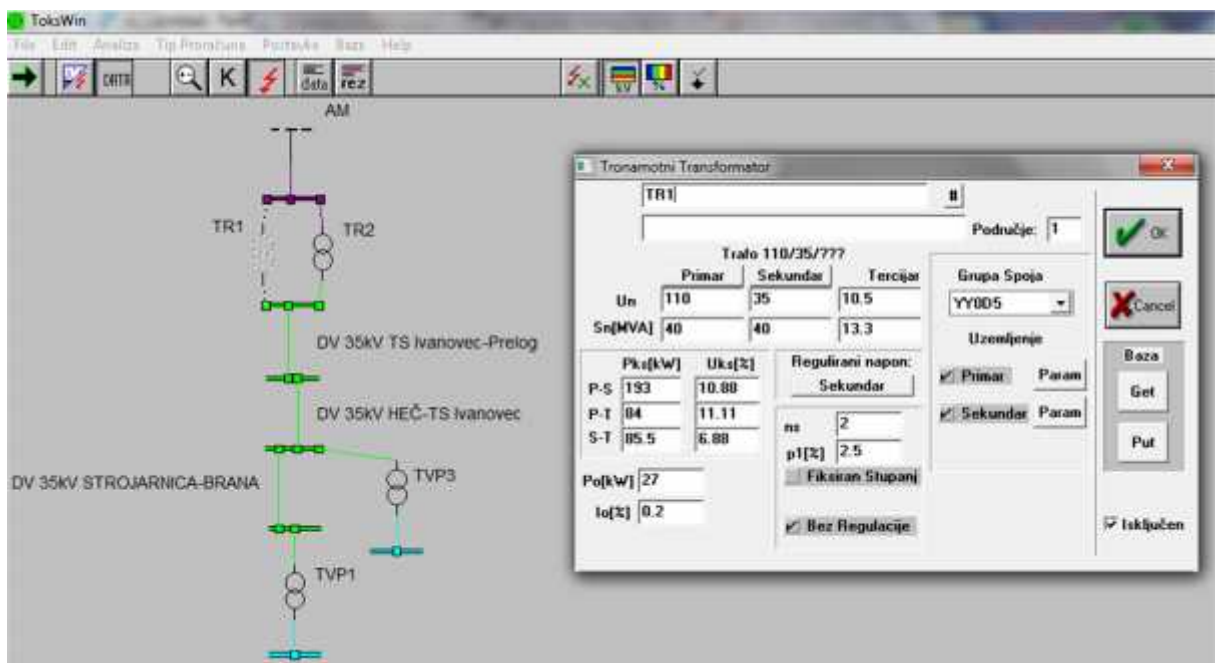 ToksWin
File Edit Analiza Tip Proračuna Postavke Baza Help
DATA K data rez kV %
AM
TR1 TR2
DV 35kV TS Ivanovec-Prelog
DV 35kV HEČ-TS Ivanovec
DV 35kV STROJARNICA-BRANA
TVP3
TVP1
Tronamotni Transformator
TR1 #
Područje: 1
Trafo 110/35/???
Primar Sekundar Tercijar
Un 110 35 10.5
Sn[MVA] 40 40 13.3
Pks[kW] Uks[%]
P-S 193 10.88
P-T 84 11.11
S-T 85.5 6.88
Po[kW] 27
Io[%] 0.2
Regulirani napon:
Sekundar
ns 2
p1[%] 2.5
Fiksiran Stupanj
Bez Regulacije
Grupa Spoja
YY0D5
Uzemljenje
Primar Param
Sekundar Param
OK
Cancel
Baza
Get
Put
Isključen